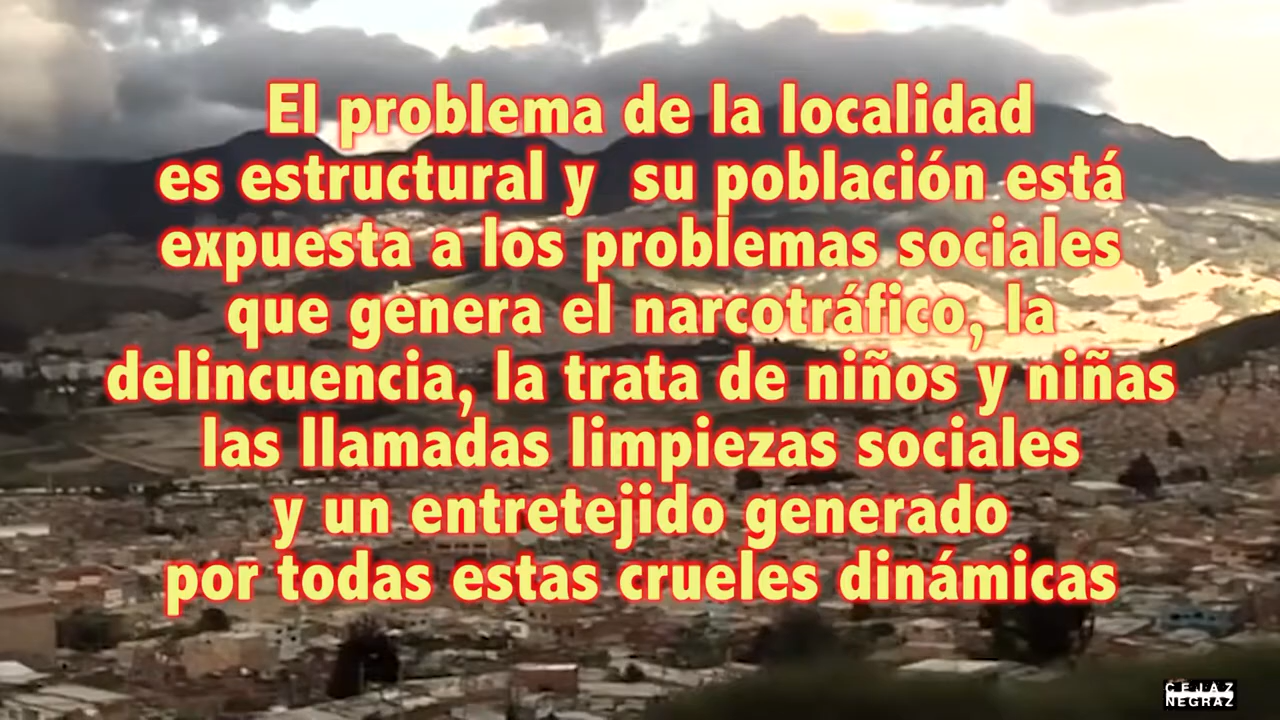 El problema de la localidad
es estructural y  su población está
expuesta a los problemas sociales
que genera el narcotráfico, la
delincuencia, la trata de niños y niñas
las llamadas limpiezas sociales
y un entretejido generado
por todas estas crueles dinámicas
CEJAZ
NEGRAZ